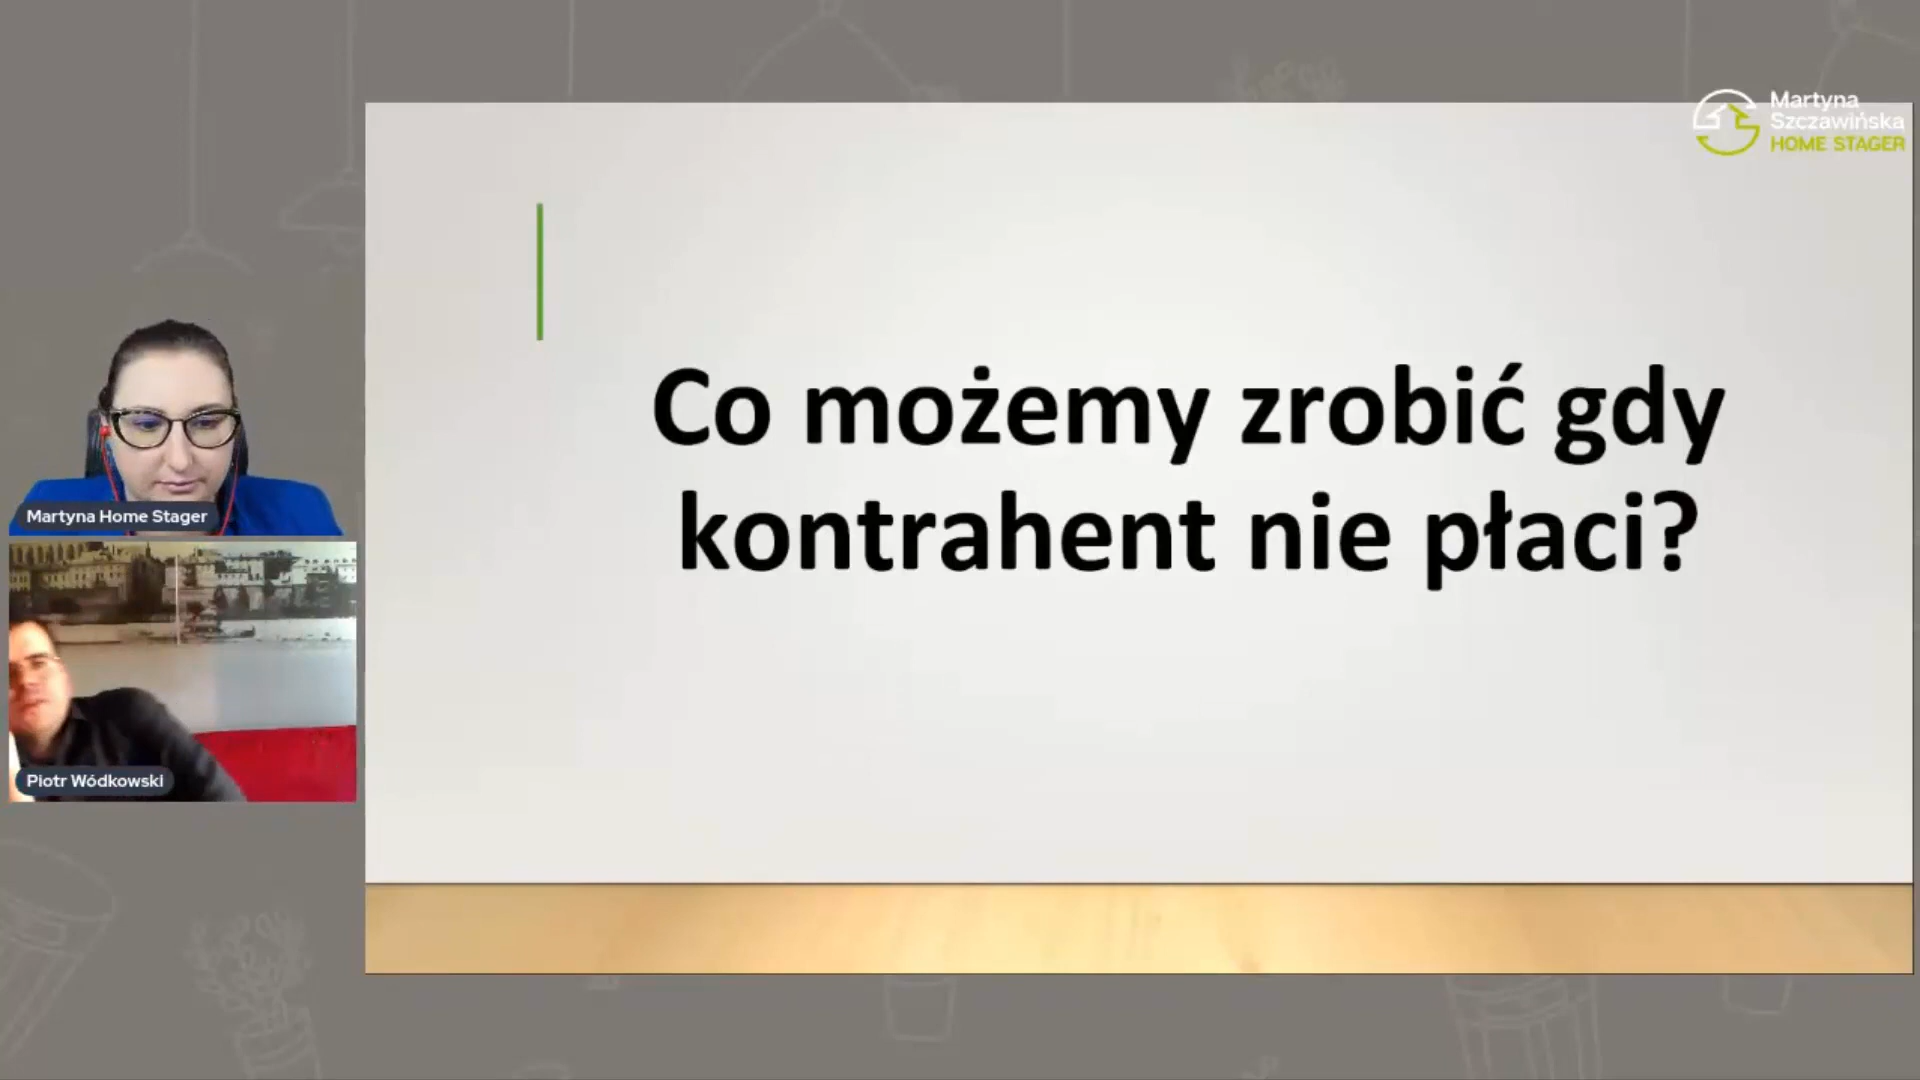 Martyna
Szczawińska
HOME STAGER
Co możemy zrobić gdy
kontrahent nie płaci?
Martyna Home Stager
Piotr Wódkowski